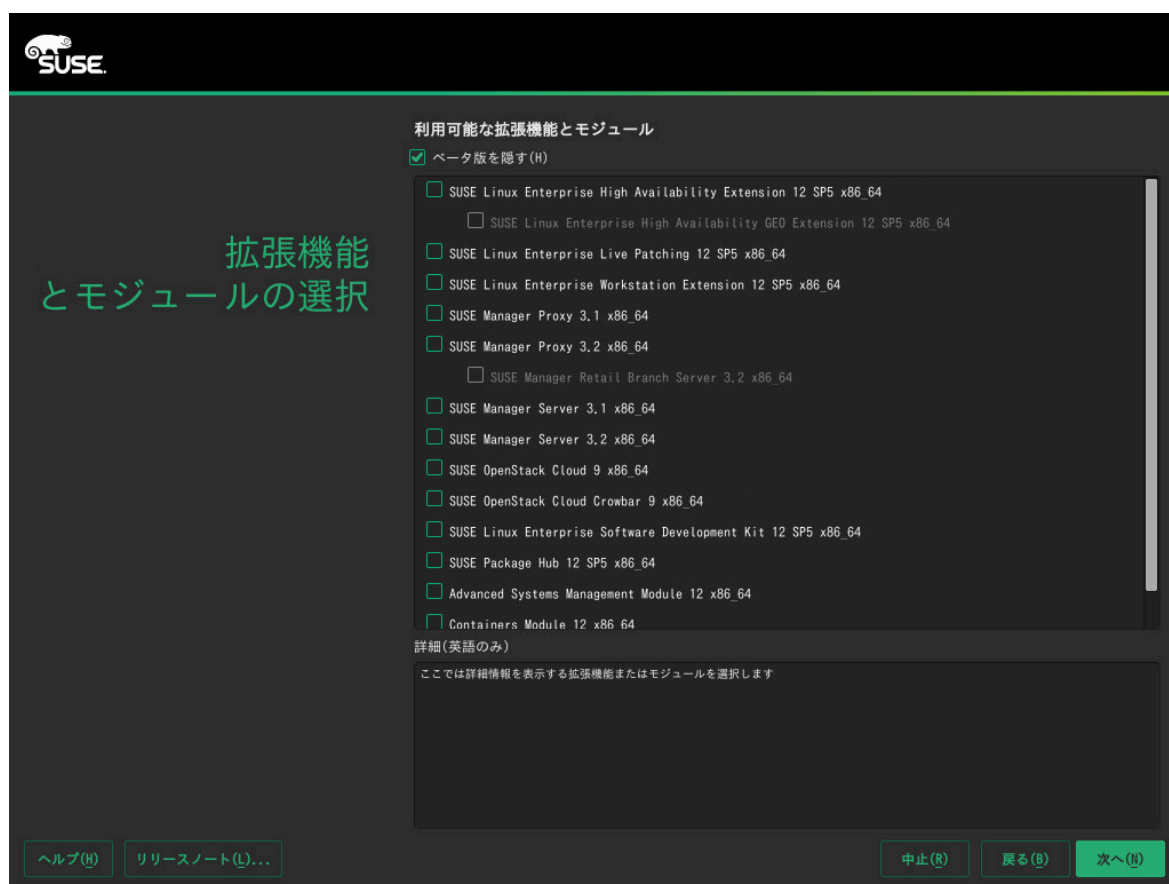 SUSE.
利用可能な拡張機能とモジュール
ベータ版を隠す(H)
拡張機能
とモジュールの選択
SUSE Linux Enterprise High Availability Extension 12 SP5 x86_64
SUSE Linux Enterprise High Availability GEO Extension 12 SP5 x86_64
SUSE Linux Enterprise Live Patching 12 SP5 x86_64
SUSE Linux Enterprise Workstation Extension 12 SP5 x86_64
SUSE Manager Proxy 3.1 x86_64
SUSE Manager Proxy 3.2 x86_64
SUSE Manager Retail Branch Server 3.2 x86_64
SUSE Manager Server 3.1 x86_64
SUSE Manager Server 3.2 x86_64
SUSE OpenStack Cloud 9 x86_64
SUSE OpenStack Cloud Crowbar 9 x86_64
SUSE Linux Enterprise Software Development Kit 12 SP5 x86_64
SUSE Package Hub 12 SP5 x86_64
Advanced Systems Management Module 12 x86_64
Containers Module 12 x86_64
詳細(英語のみ)
ここでは詳細情報を表示する拡張機能またはモジュールを選択します
ヘルプ(H)
リリースノート(L)...
中止(R)
戻る(B)
次へ(N)